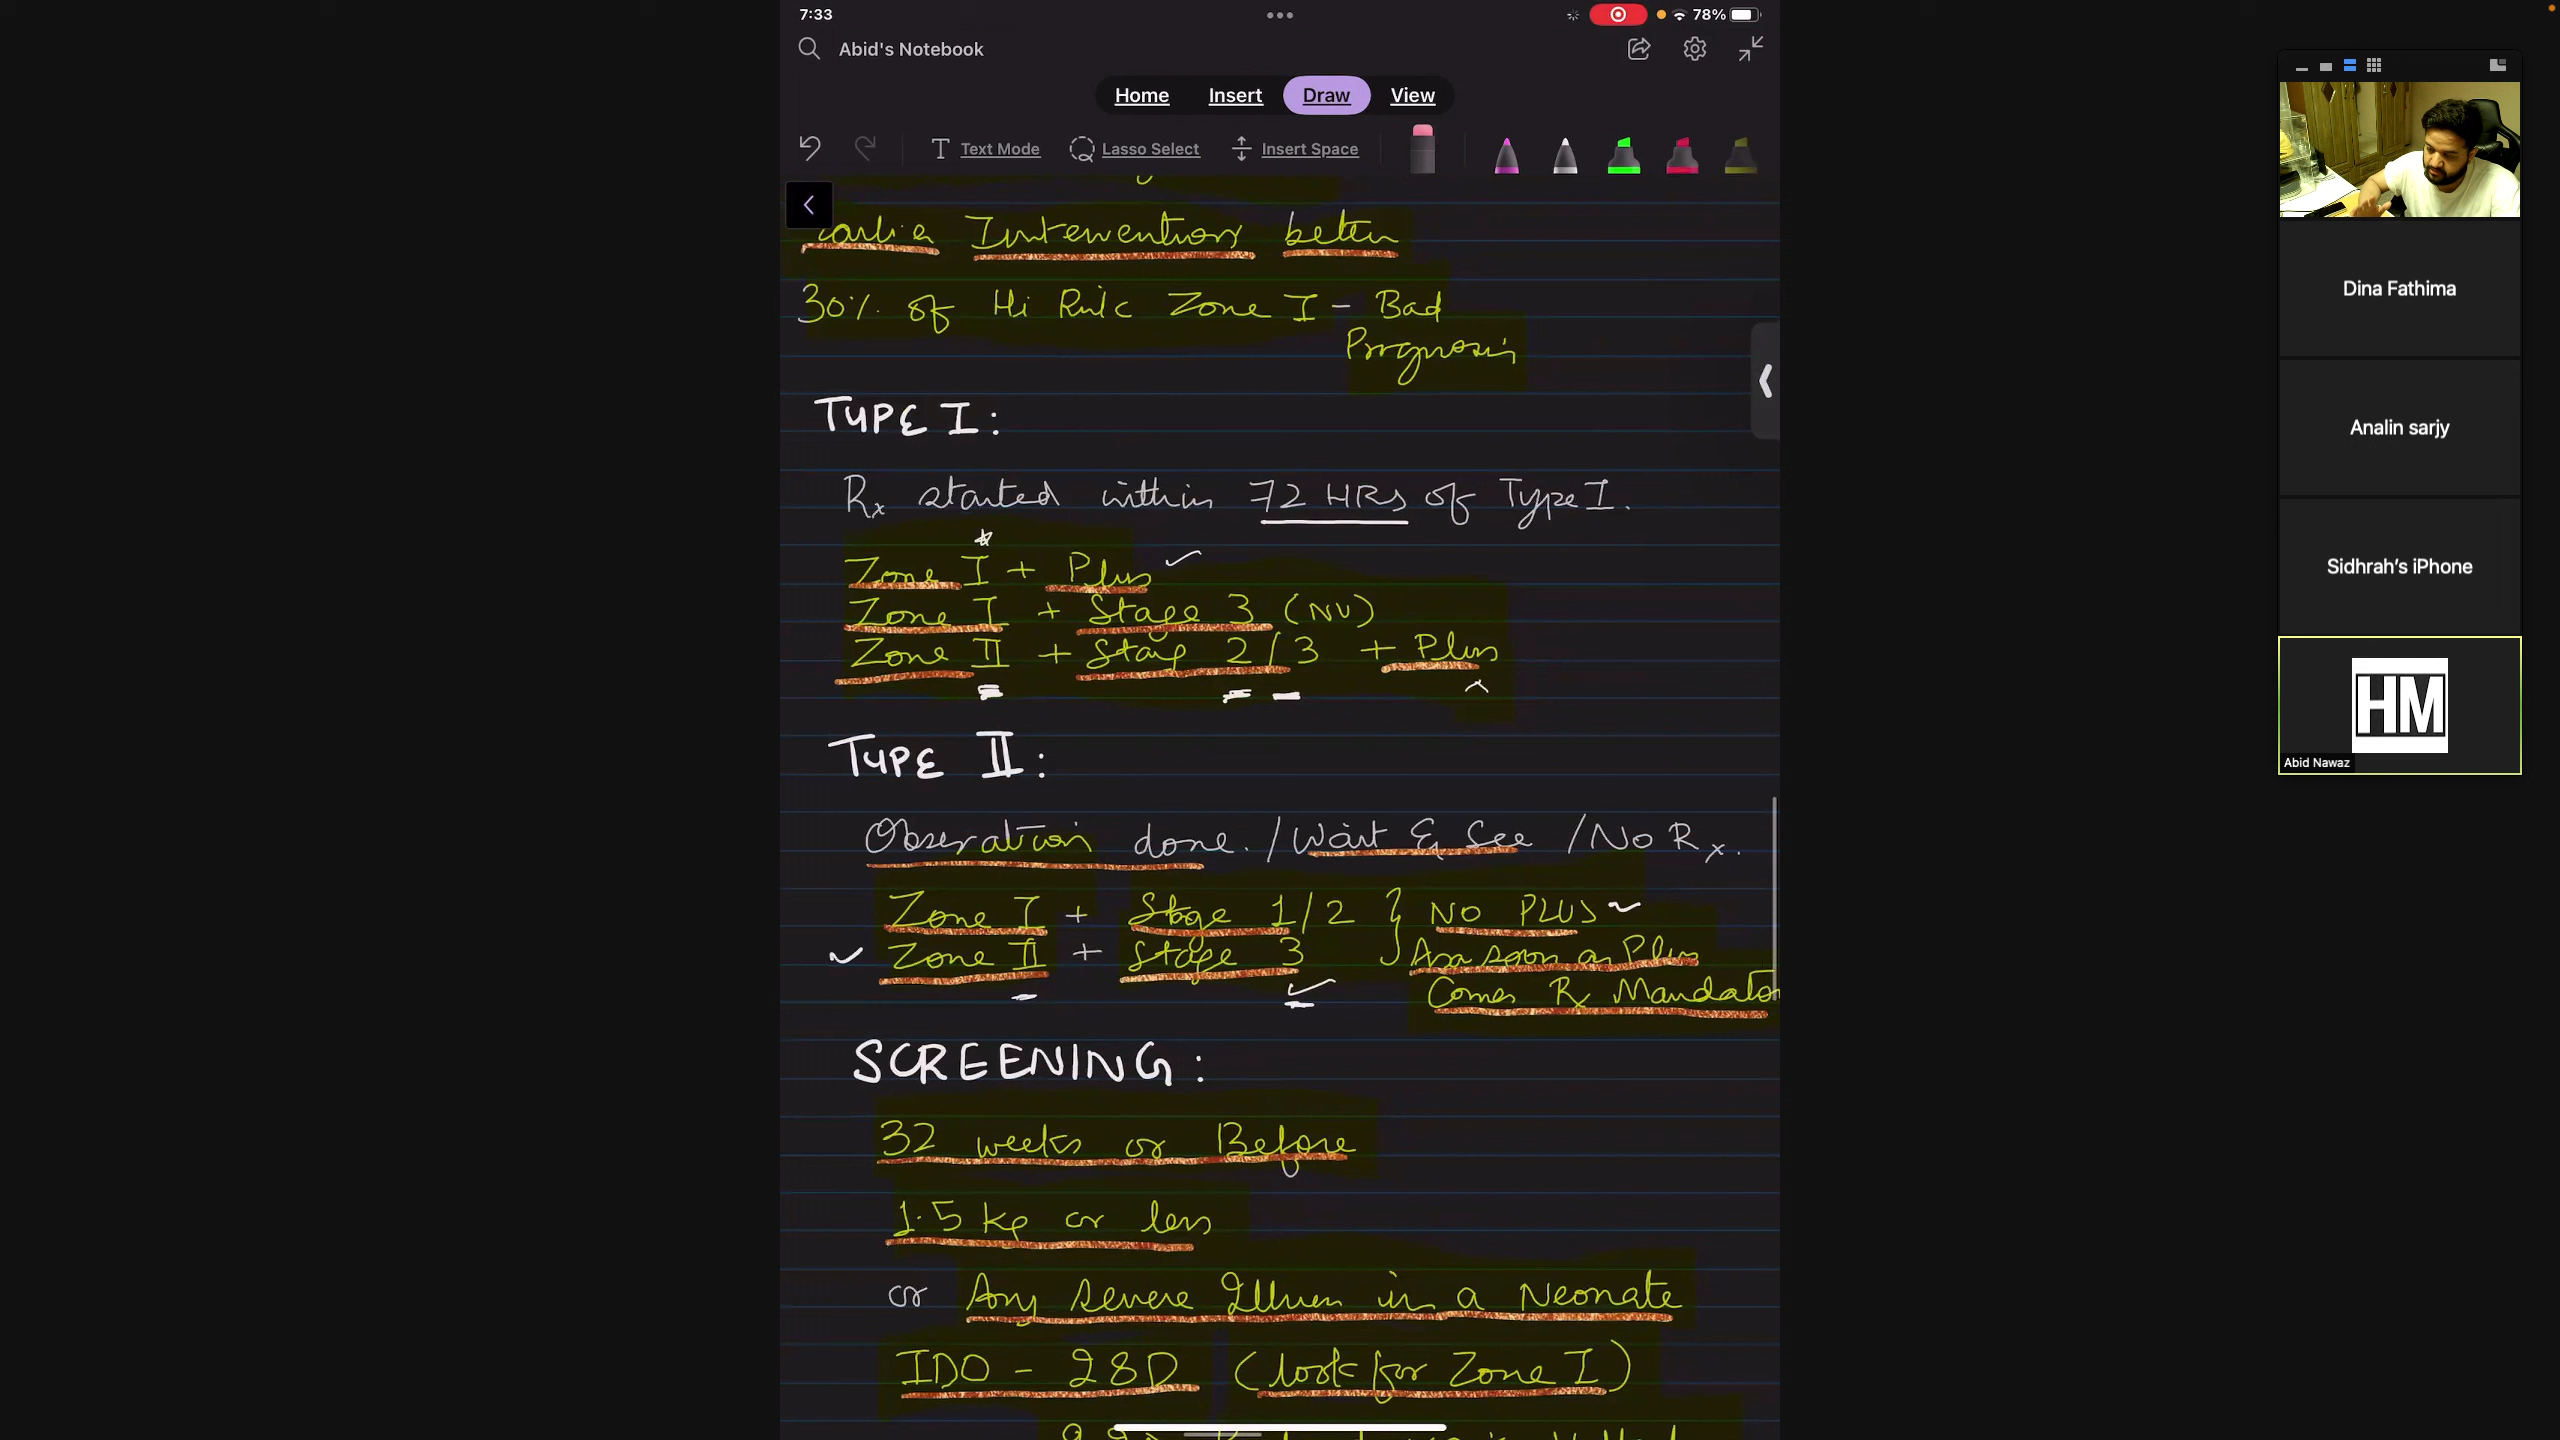 7:33
78%
Abid's Notebook
Home Insert Draw View
Text Mode Lasso Select Insert Space
Intervention better
30% of Hi Risk Zone I - Bad
Prognosis
TYPE I:
Rx started within 72 HRs of Type I.
Zone I + Plus
Zone I + Stage 3 (NV)
Zone II + Stage 2/3 + Plus
TYPE II:
Observation done. / Wait & See / No Rx.
Zone I + Stage 1/2 } NO PLUS
Zone II + Stage 3 As soon as Plus
Comes Rx
SCREENING:
32 weeks or Before
1.5 kg or less
or Any severe Illness in a Neonate
IDO - 28D (look for Zone I)
Dina Fathima
Analin sarjy
Sidhrah's iPhone
HM
Abid Nawaz